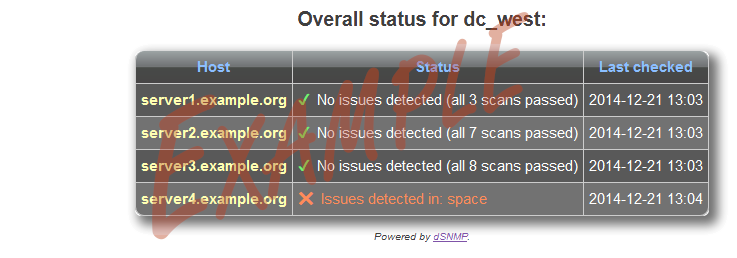 Overall status for dc_west:
Host Status Last checked
server1.example.org ✓ No issues detected (all 3 scans passed) 2014-12-21 13:03
server2.example.org ✓ No issues detected (all 7 scans passed) 2014-12-21 13:03
server3.example.org ✓ No issues detected (all 8 scans passed) 2014-12-21 13:03
server4.example.org ✗ Issues detected in: space 2014-12-21 13:04
EXAMPLE
Powered by dSNMP.